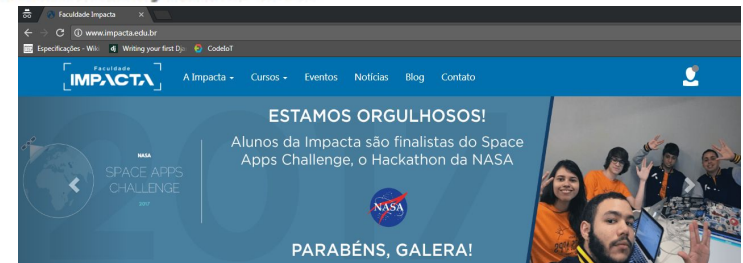 Faculdade Impacta
www.impacta.edu.br
Especificações - Wiki
Writing your first Dja
CodeIoT
Faculdade
IMPACTA
A Impacta
Cursos
Eventos
Notícias
Blog
Contato
ESTAMOS ORGULHOSOS!
Alunos da Impacta são finalistas do Space
Apps Challenge, o Hackathon da NASA
NASA
SPACE APPS
CHALLENGE
2017
NASA
PARABÉNS, GALERA!